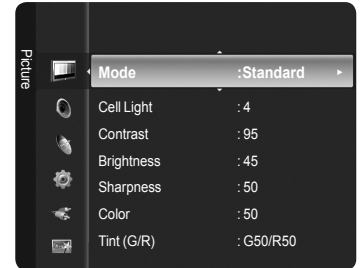 Picture
Mode :Standard
Cell Light : 4
Contrast : 95
Brightness : 45
Sharpness : 50
Color : 50
Tint (G/R) : G50/R50